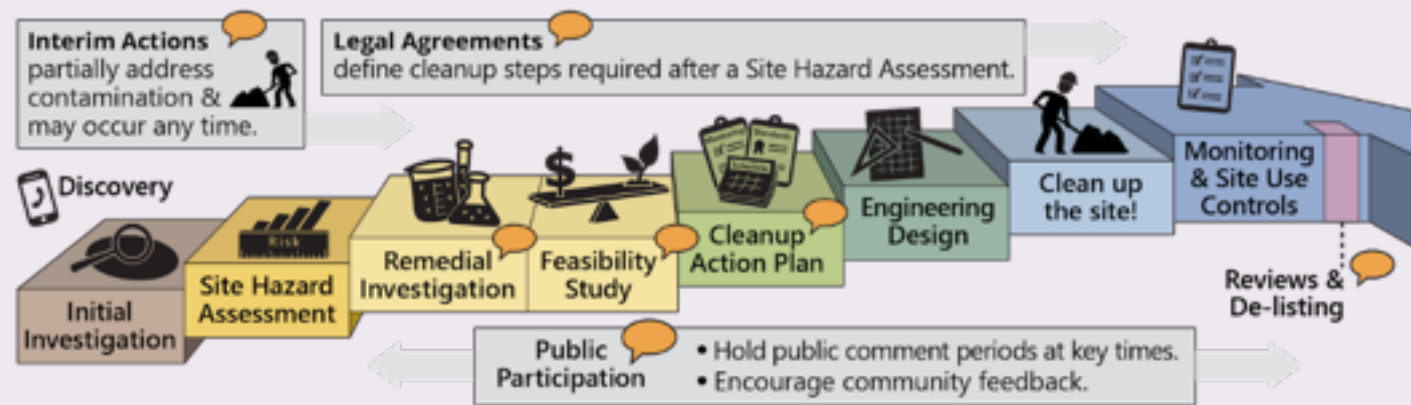 Interim Actions
partially address
contamination &
may occur any time.
Legal Agreements
define cleanup steps required after a Site Hazard Assessment.
Discovery
Initial
Investigation
Risk
Site Hazard
Assessment
Remedial
Investigation
$
Feasibility
Study
Monitoring
Standards
Schedule
Cleanup
Action Plan
Engineering
Design
Clean up
the site!
Monitoring
& Site Use
Controls
Reviews &
De-listing
Public
Participation
• Hold public comment periods at key times.
• Encourage community feedback.